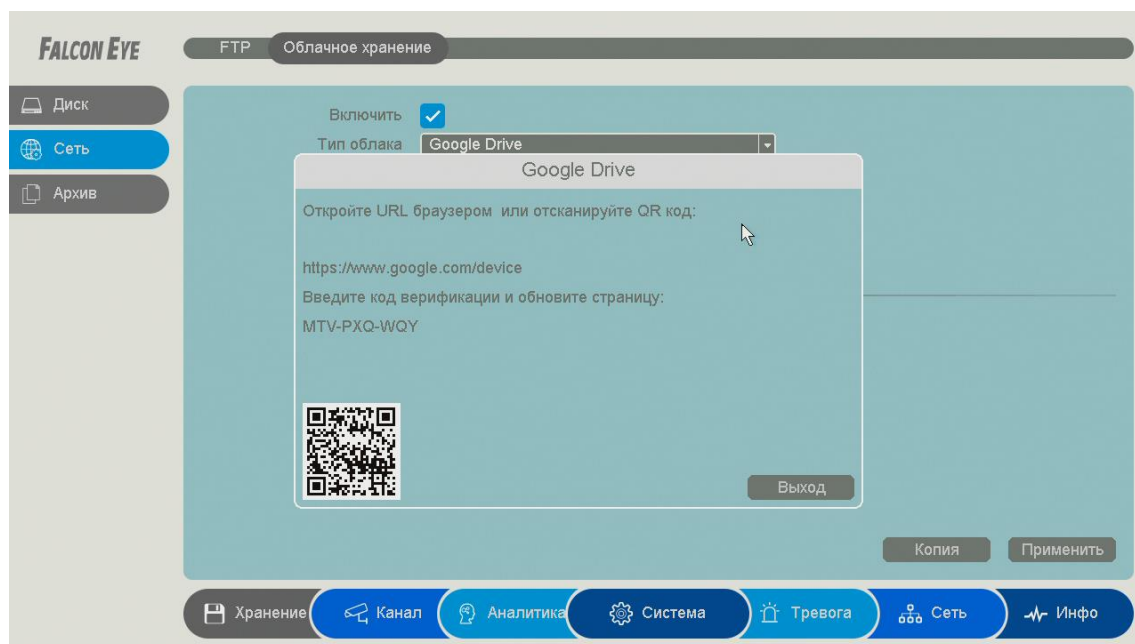 FALCON EYE
FTP Облачное хранение
Диск
Сеть
Архив
Включить
Тип облака Google Drive
Google Drive
Откройте URL браузером или отсканируйте QR код:
https://www.google.com/device
Введите код верификации и обновите страницу:
MTV-PXQ-WQY
Выход
Копия Применить
Хранение Канал Аналитика Система Тревога Сеть Инфо